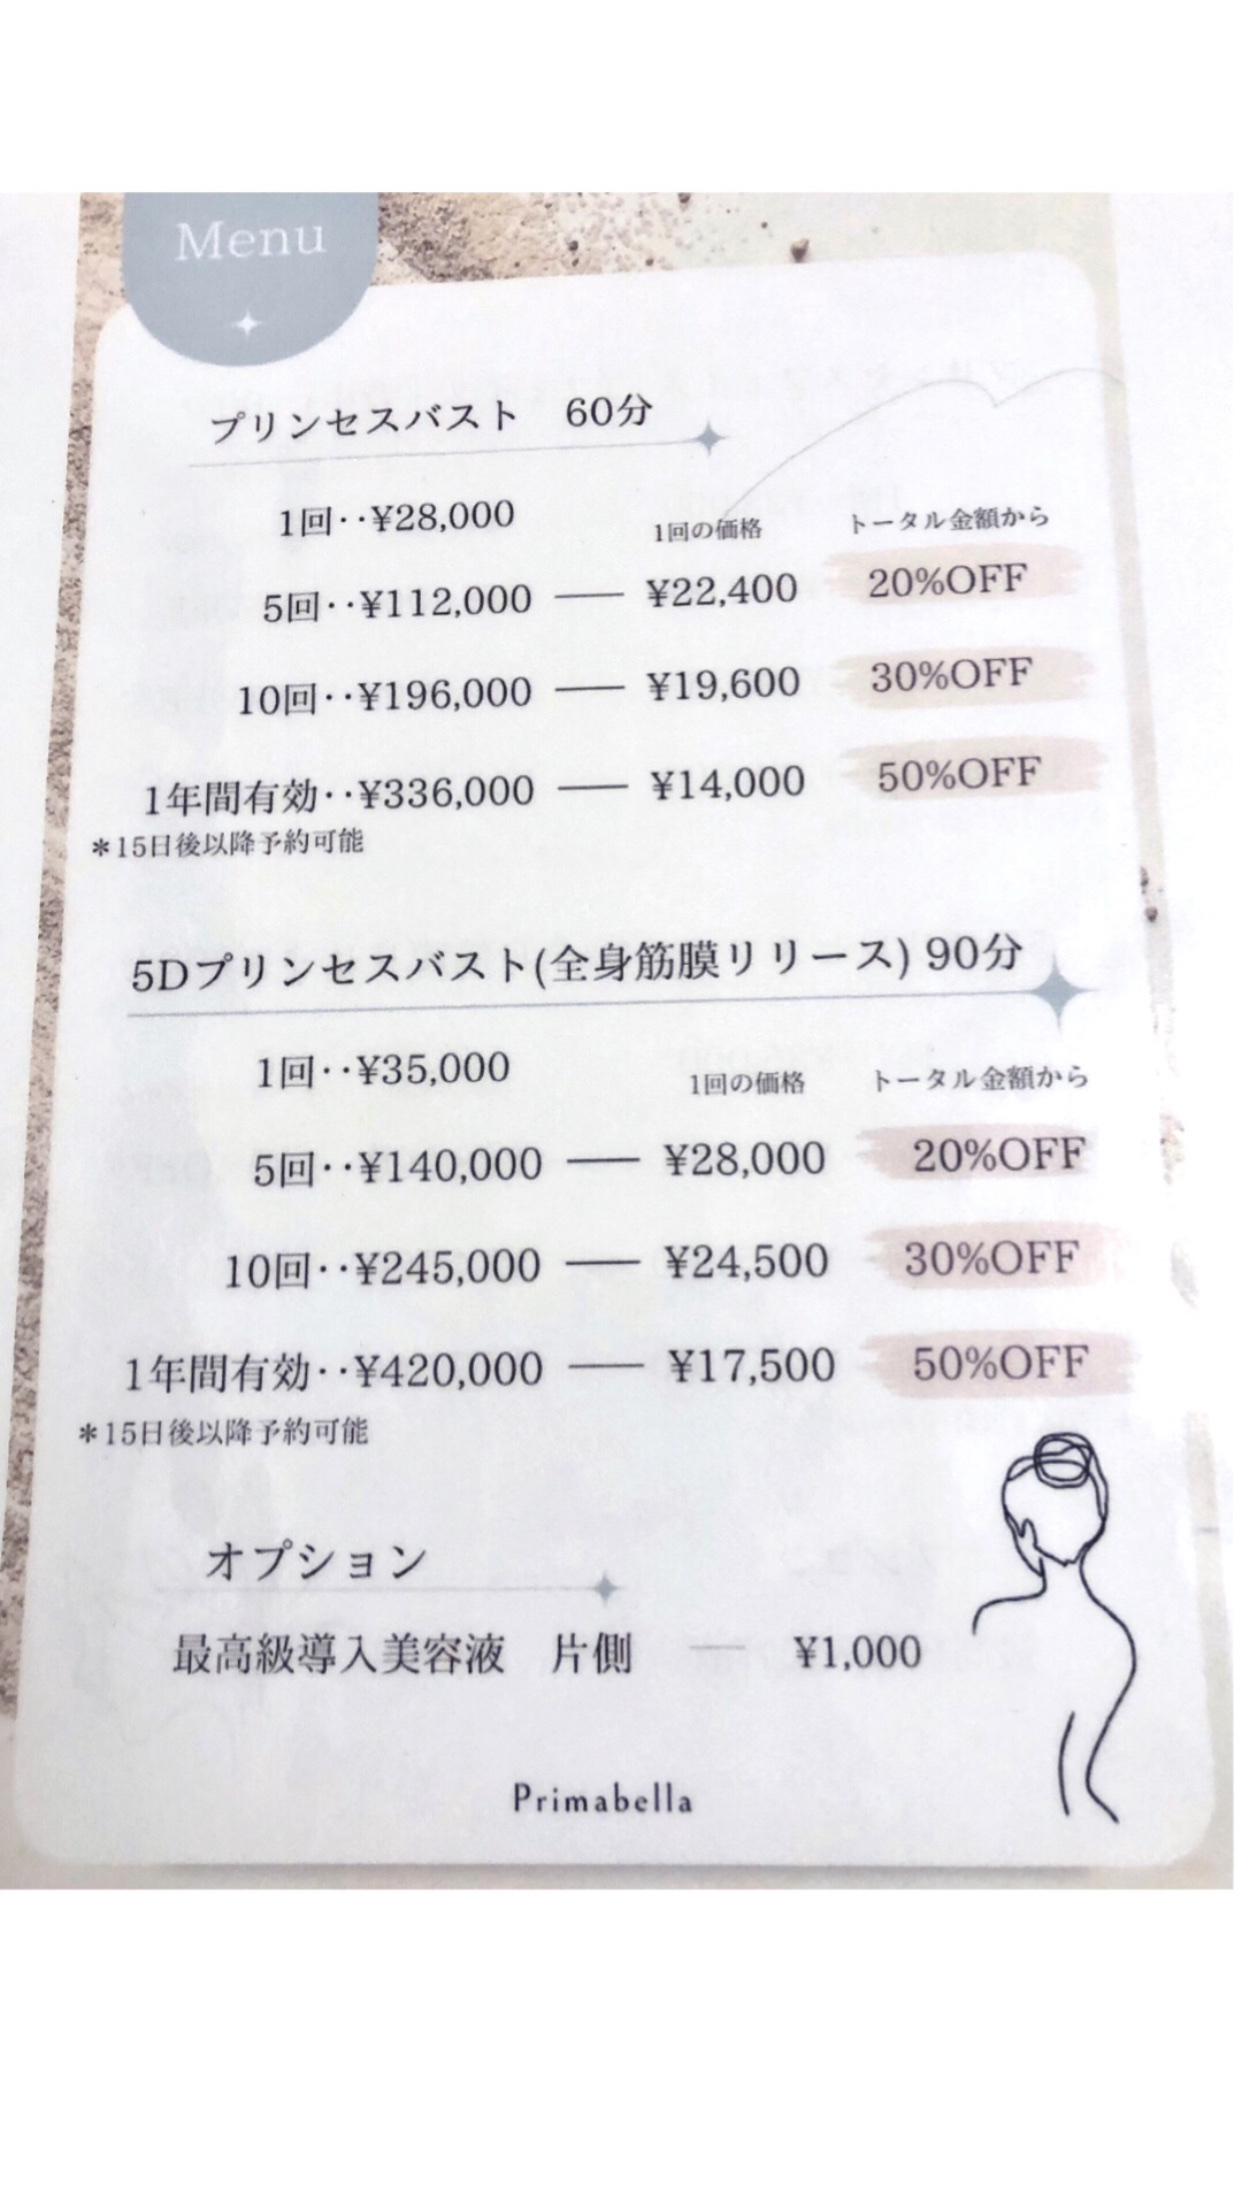 Menu
プリンセスバスト 60分
1回‥¥28,000
1回の価格 トータル金額から
5回‥¥112,000 — ¥22,400 20%OFF
10回‥¥196,000 — ¥19,600 30%OFF
1年間有効‥¥336,000 — ¥14,000 50%OFF
*15日後以降予約可能
5Dプリンセスバスト(全身筋膜リリース) 90分
1回‥¥35,000
1回の価格 トータル金額から
5回‥¥140,000 — ¥28,000 20%OFF
10回‥¥245,000 — ¥24,500 30%OFF
1年間有効‥¥420,000 — ¥17,500 50%OFF
*15日後以降予約可能
オプション
最高級導入美容液 片側 — ¥1,000
Primabella